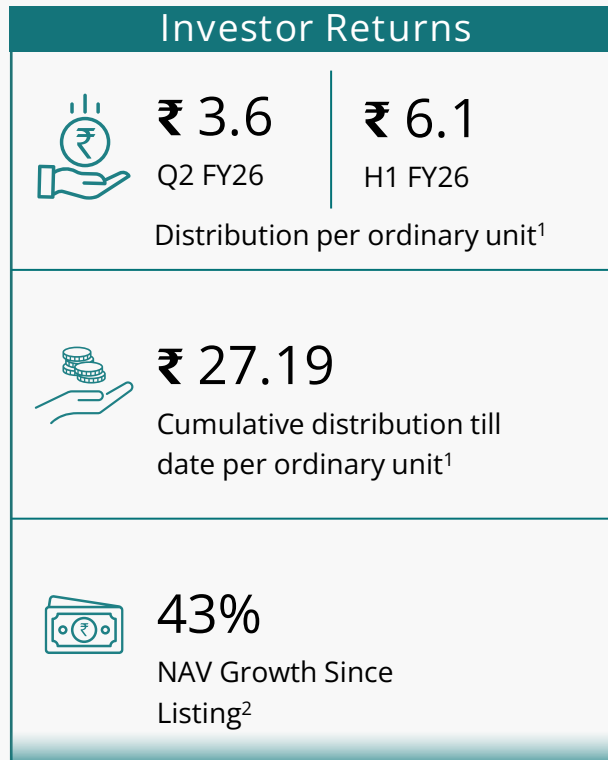 Investor Returns
₹ 3.6
Q2 FY26
₹ 6.1
H1 FY26
Distribution per ordinary unit¹
₹ 27.19
Cumulative distribution till
date per ordinary unit¹
43%
NAV Growth Since
Listing²